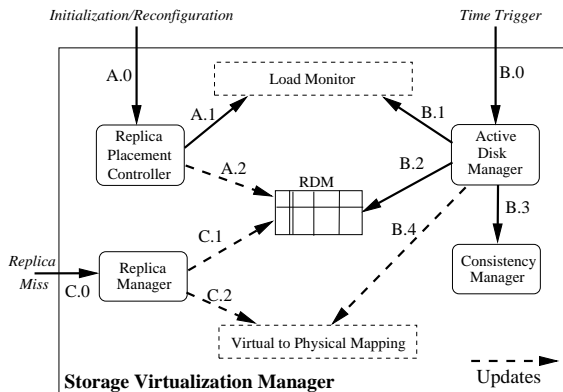 Initialization/Reconfiguration
Time Trigger
A.0
B.0
Load Monitor
A.1
B.1
Replica
Placement
Controller
Active
Disk
Manager
A.2
RDM
B.2
B.3
C.1
B.4
Replica
Miss
C.0
Replica
Manager
Consistency
Manager
C.2
Virtual to Physical Mapping
Storage Virtualization Manager
Updates